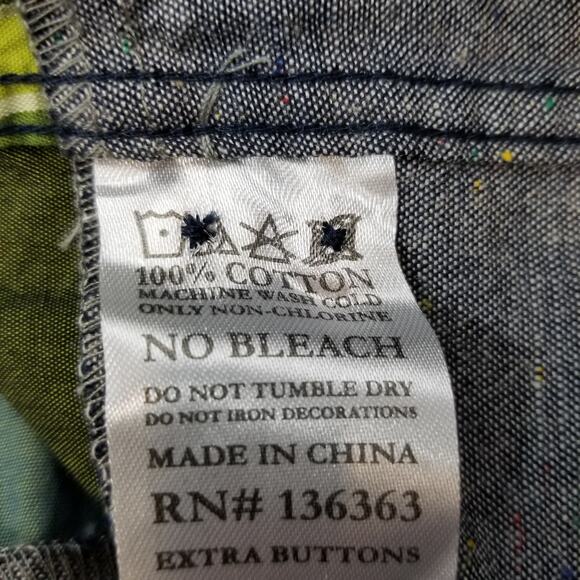 100% COTTON
MACHINE WASH COLD
ONLY NON-CHLORINE
NO BLEACH
DO NOT TUMBLE DRY
DO NOT IRON DECORATIONS
MADE IN CHINA
RN# 136363
EXTRA BUTTONS